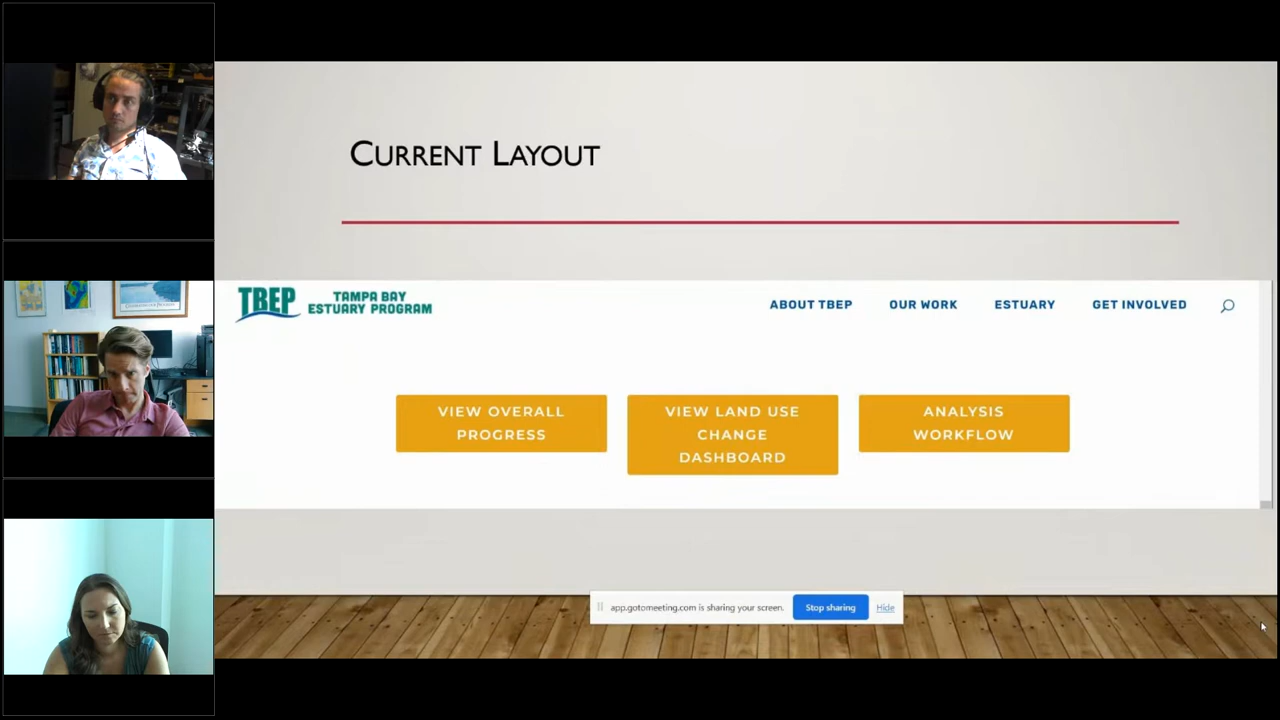 CURRENT LAYOUT
TBEP
TAMPA BAY
ESTUARY PROGRAM
ABOUT TBEP
OUR WORK
ESTUARY
GET INVOLVED
VIEW OVERALL
PROGRESS
VIEW LAND USE
CHANGE
DASHBOARD
ANALYSIS
WORKFLOW
app.gotomeeting.com is sharing your screen.
Stop sharing
Hide